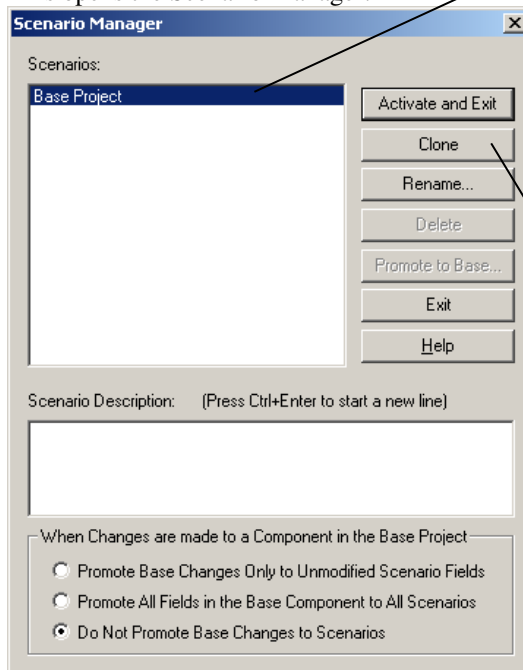 Scenario Manager
Scenarios:
Base Project
Activate and Exit
Clone
Rename...
Delete
Promote to Base...
Exit
Help
Scenario Description: (Press Ctrl+Enter to start a new line)
When Changes are made to a Component in the Base Project
Promote Base Changes Only to Unmodified Scenario Fields
Promote All Fields in the Base Component to All Scenarios
Do Not Promote Base Changes to Scenarios